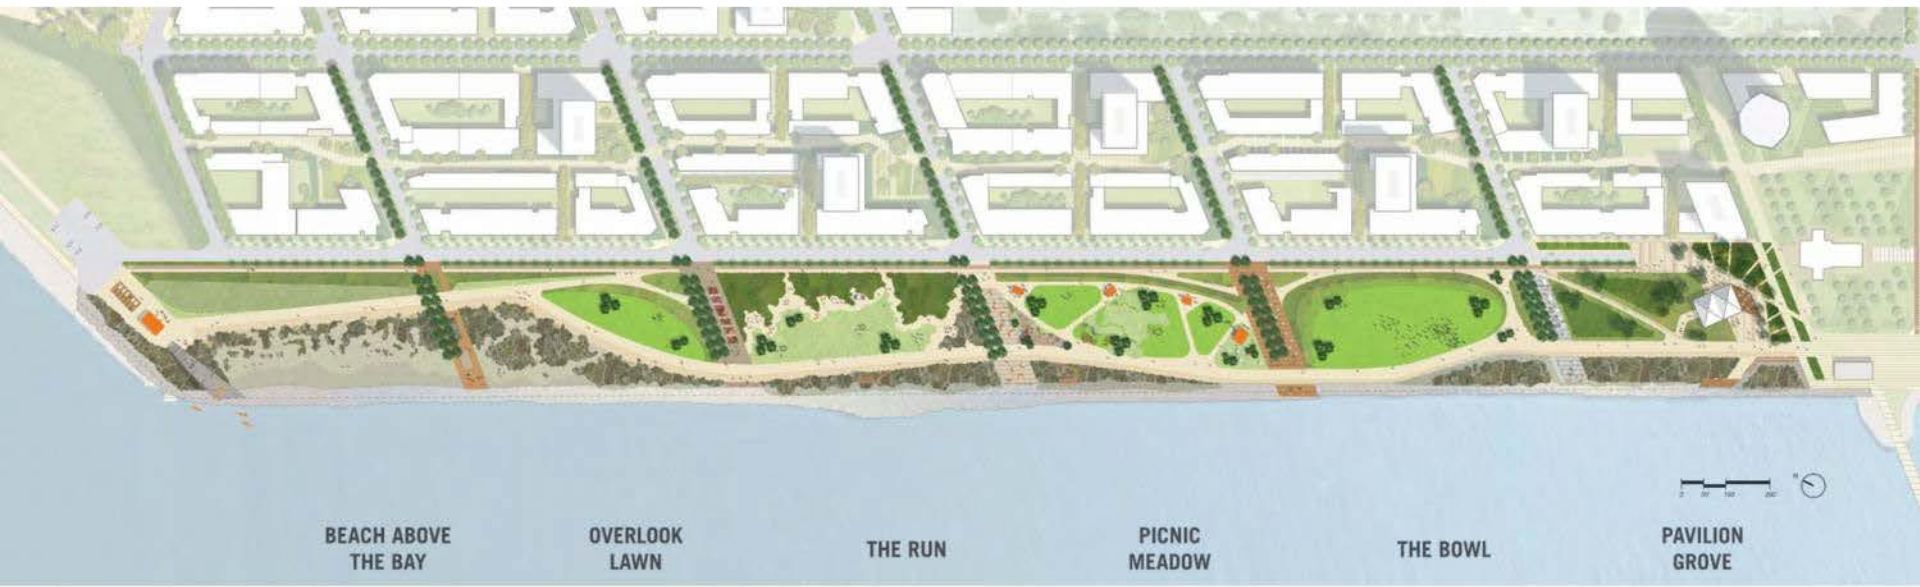 N
BEACH ABOVE
THE BAY
OVERLOOK
LAWN
THE RUN
PICNIC
MEADOW
THE BOWL
PAVILION
GROVE